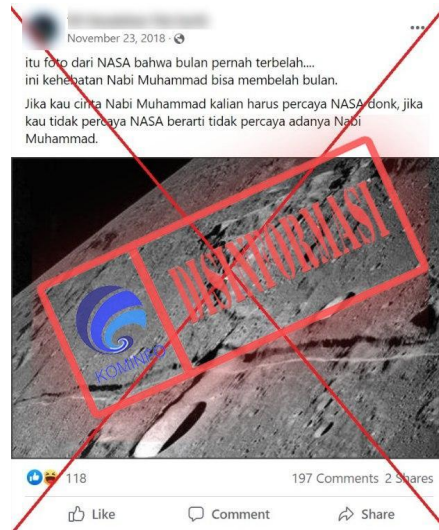 November 23, 2018 ·
itu foto dari NASA bahwa bulan pernah terbelah....
ini kehebatan Nabi Muhammad bisa membelah bulan.
Jika kau cinta Nabi Muhammad kalian harus percaya NASA donk, jika
kau tidak percaya NASA berarti tidak percaya adanya Nabi
Muhammad.
DISINFORMASI
KOMINFO
118
197 Comments 2 Shares
Like
Comment
Share